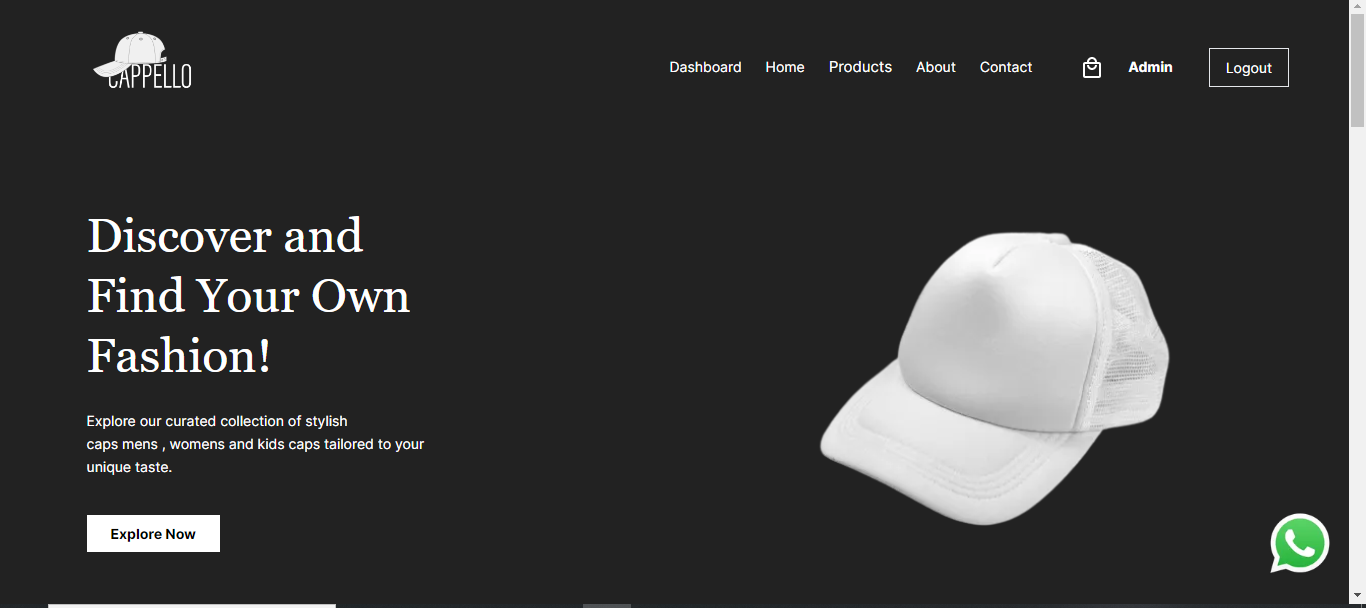 CAPPELLO
Dashboard Home Products About Contact Admin Logout
Discover and
Find Your Own
Fashion!
Explore our curated collection of stylish
caps mens , womens and kids caps tailored to your
unique taste.
Explore Now